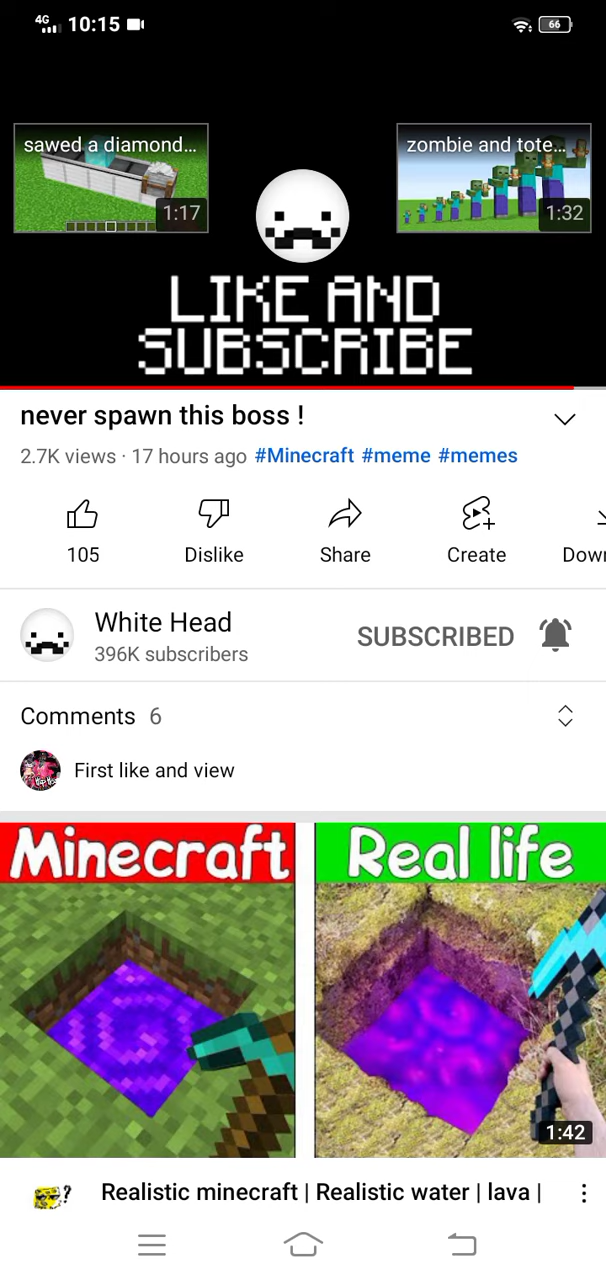 4G 10:15 66
sawed a diamond...
zombie and tote...
1:17
1:32
LIKE AND
SUBSCRIBE
never spawn this boss !
2.7K views · 17 hours ago #Minecraft #meme #memes
105 Dislike Share Create Down
White Head
396K subscribers
SUBSCRIBED
Comments 6
First like and view
Minecraft Real life
1:42
? Realistic minecraft | Realistic water | lava |